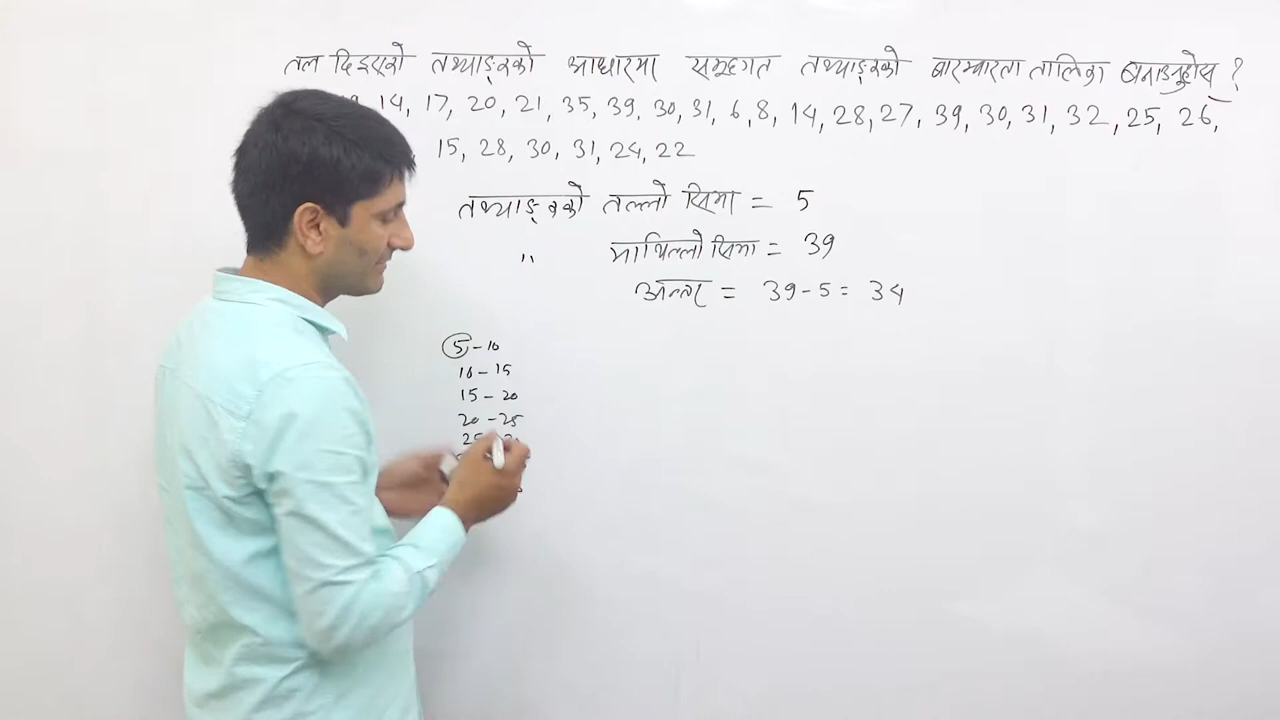 तल दिइएको तथ्याङ्कको आधारमा समूहगत तथ्याङ्कको बारम्बारता तालिका बनाउनुहोस् ?
14, 17, 20, 21, 35, 39, 30, 31, 6, 8, 14, 28, 27, 39, 30, 31, 32, 25, 26,
15, 28, 30, 31, 24, 22
तथ्याङ्कको तल्लो सिमा = 5
" माथिल्लो सिमा = 39
अन्तर = 39 - 5 = 34
5 - 10
10 - 15
15 - 20
20 - 25